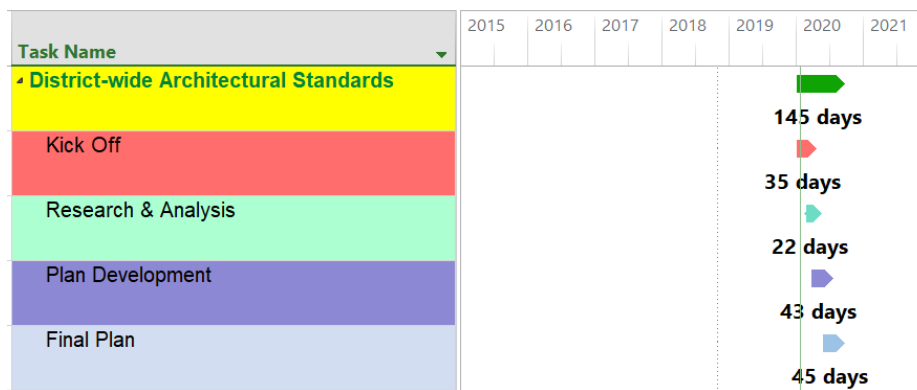 2015 2016 2017 2018 2019 2020 2021
Task Name
District-wide Architectural Standards
145 days
Kick Off
35 days
Research & Analysis
22 days
Plan Development
43 days
Final Plan
45 days